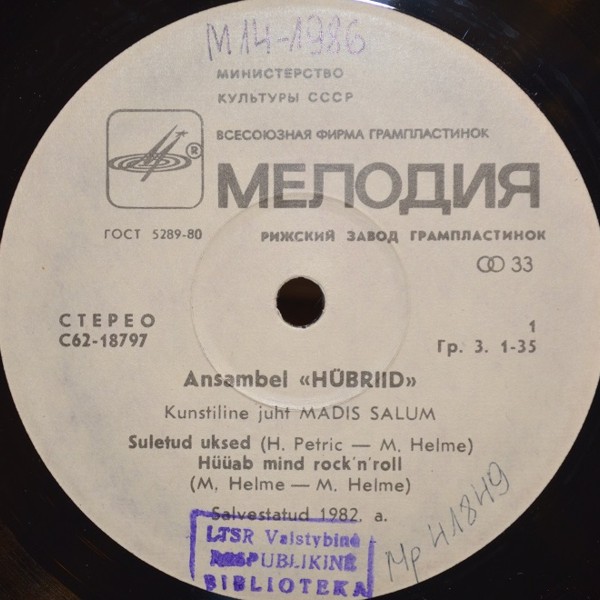 М14-1986
МИНИСТЕРСТВО
КУЛЬТУРЫ СССР
ВСЕСОЮЗНАЯ ФИРМА ГРАМПЛАСТИНОК
®
МЕЛОДИЯ
ГОСТ 5289-80
РИЖСКИЙ ЗАВОД ГРАМПЛАСТИНОК
33
СТЕРЕО
С62-18797
1
Гр. 3. 1-35
Ansambel «HÜBRIID»
Kunstiline juht MADIS SALUM
Suletud uksed (H. Petric — M. Helme)
Hüüab mind rock'n'roll
(M. Helme — M. Helme)
Salvestatud 1982. a.
LTSR Valstybinė
RESPUBLIKINĖ
BIBLIOTEKA
Mp 41849